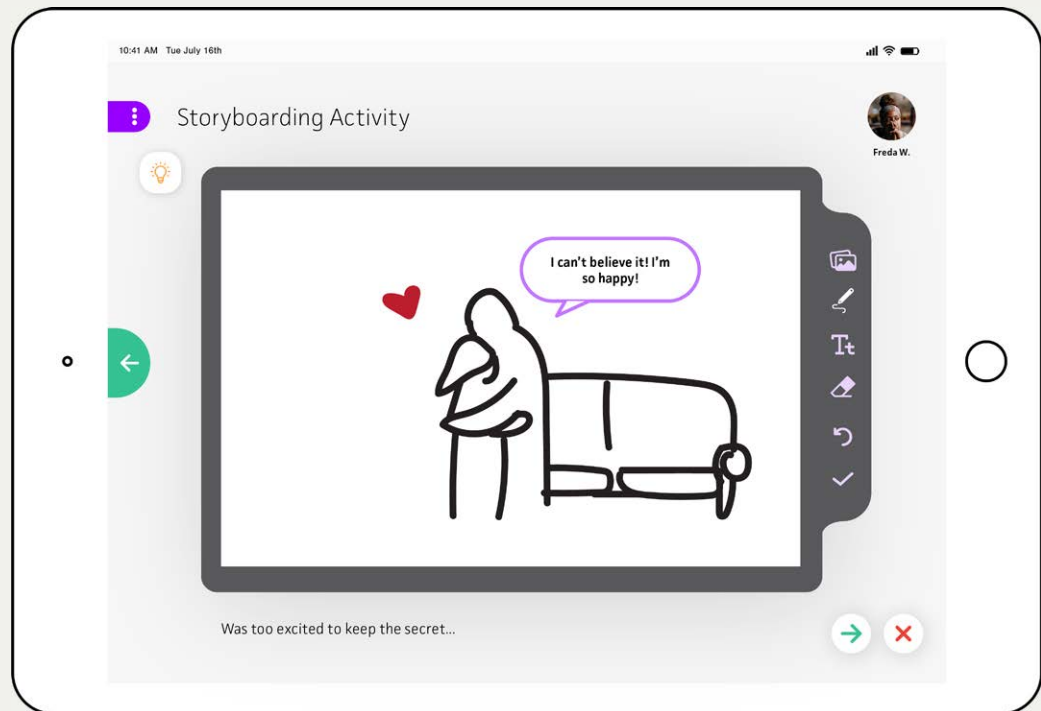 10:41 AM Tue July 16th
Storyboarding Activity
Freda W.
I can't believe it! I'm
so happy!
Tt
Was too excited to keep the secret...